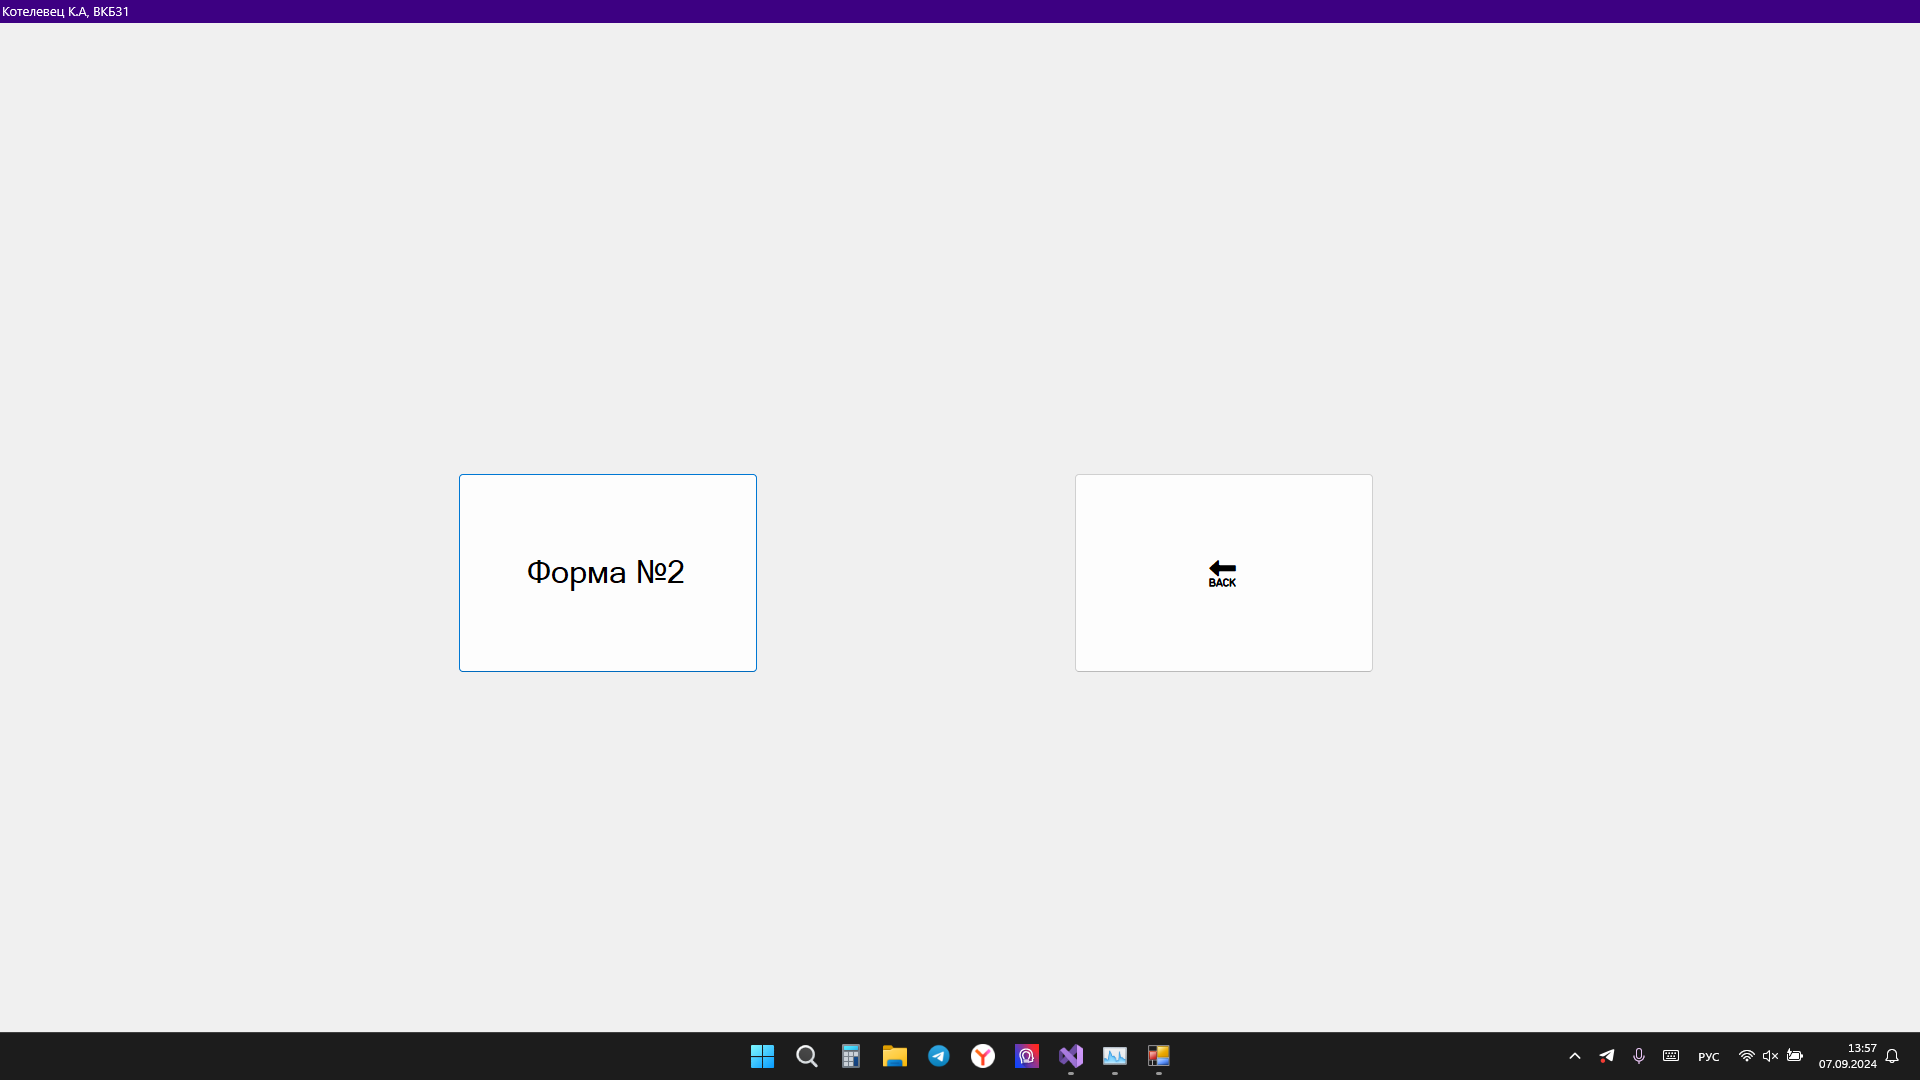 Котелевец К.А, ВКБ31
Форма №2
BACK
РУС
13:57
07.09.2024